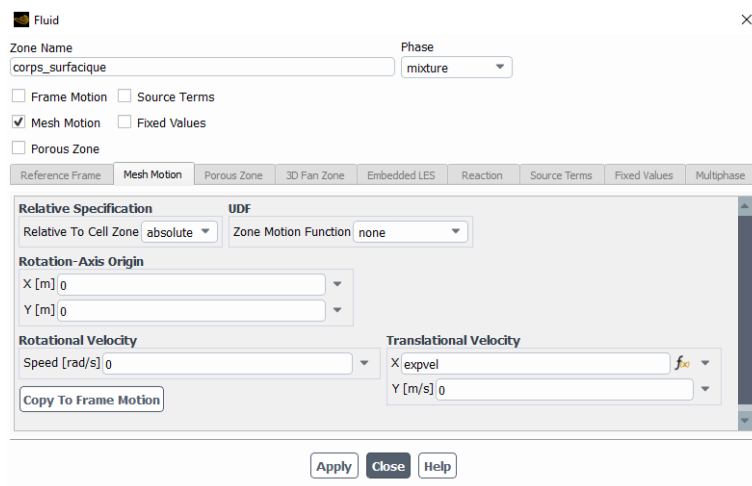 Fluid
Zone Name
Phase
corps_surfacique
mixture
Frame Motion Source Terms
Mesh Motion Fixed Values
Porous Zone
Reference Frame Mesh Motion Porous Zone 3D Fan Zone Embedded LES Reaction Source Terms Fixed Values Multiphase
Relative Specification UDF
Relative To Cell Zone absolute Zone Motion Function none
Rotation-Axis Origin
X [m] 0
Y [m] 0
Rotational Velocity Translational Velocity
Speed [rad/s] 0 X expvel f(x)
Y [m/s] 0
Copy To Frame Motion
Apply Close Help